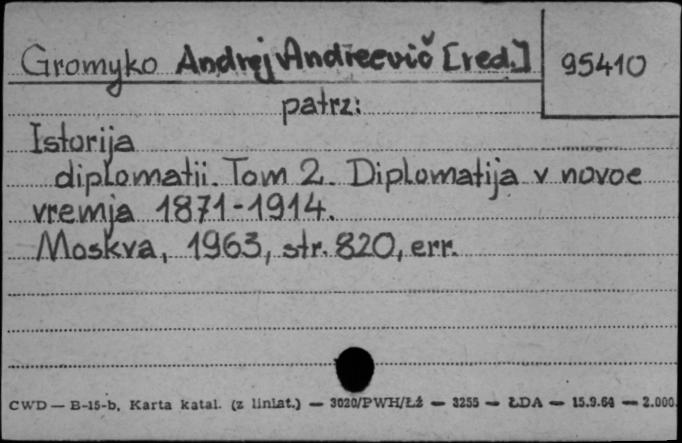 Gromyko Andrej Andreevič [red.] 95410
patrz:
Istorija
diplomatii. Tom 2. Diplomatija v novoe
vremja 1871-1914.
Moskva, 1963, str. 820, err.
CWD — B-15-b, Karta katal. (z liniat.) — 3020/PWH/Łź — 3255 — ŁDA — 15.9.64 — 2.000.